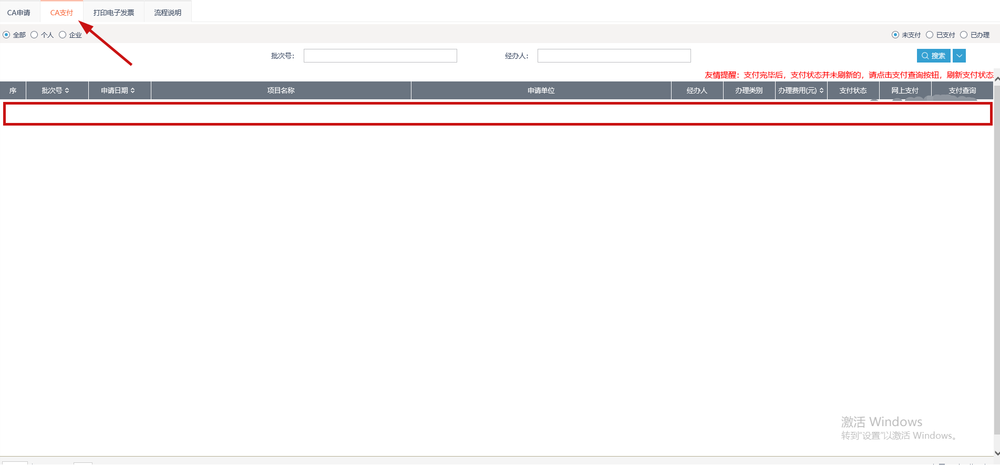 CA申请 CA支付 打印电子发票 流程说明
全部 个人 企业 未支付 已支付 已办理
批次号： 经办人： 搜索
友情提醒：支付完毕后，支付状态并未刷新的，请点击支付查询按钮，刷新支付状态
序 批次号 申请日期 项目名称 申请单位 经办人 办理类别 办理费用(元) 支付状态 网上支付 支付查询
激活 Windows
转到"设置"以激活 Windows。